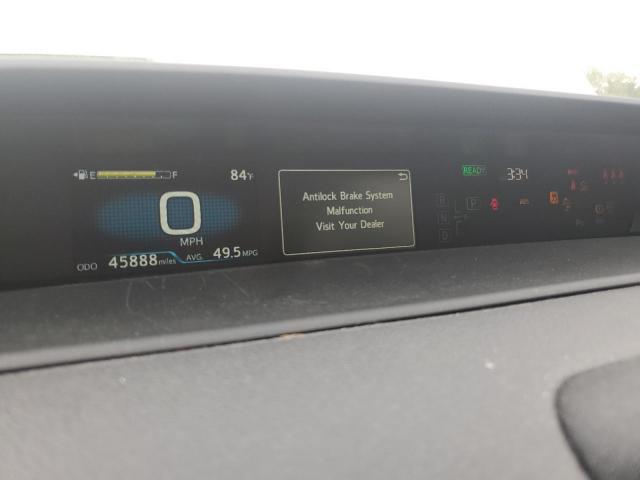 E F 84°F
READY 3:34
Antilock Brake System
Malfunction
Visit Your Dealer
R P
N
D
0
MPH
ODO 45888 miles AVG. 49.5 MPG